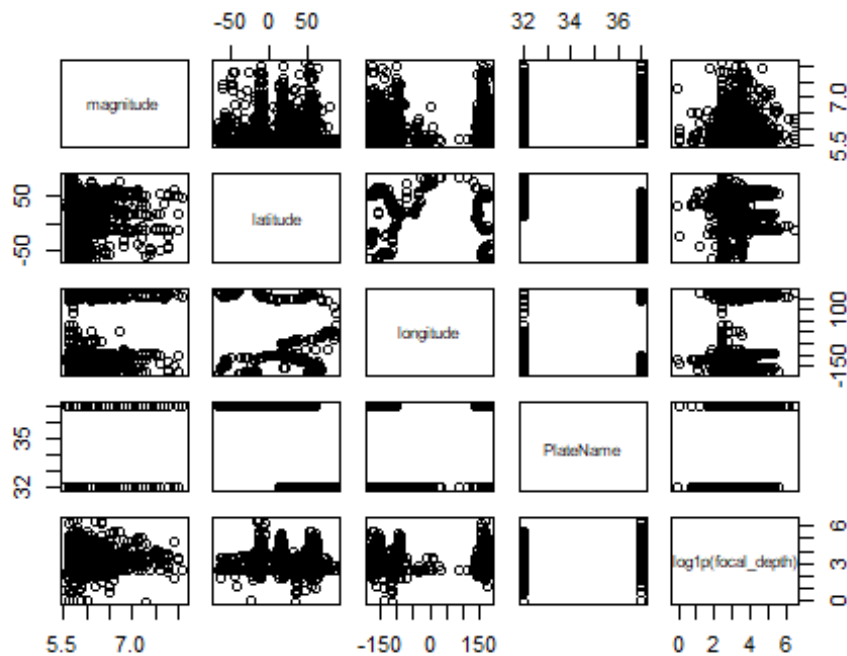 -50 0 50 32 34 36
magnitude
5.5 7.0
-50 50
latitude
longitude
-150 100
32 35
PlateName
log1p(focal_depth)
0 3 6
5.5 7.0 -150 0 150 0 2 4 6